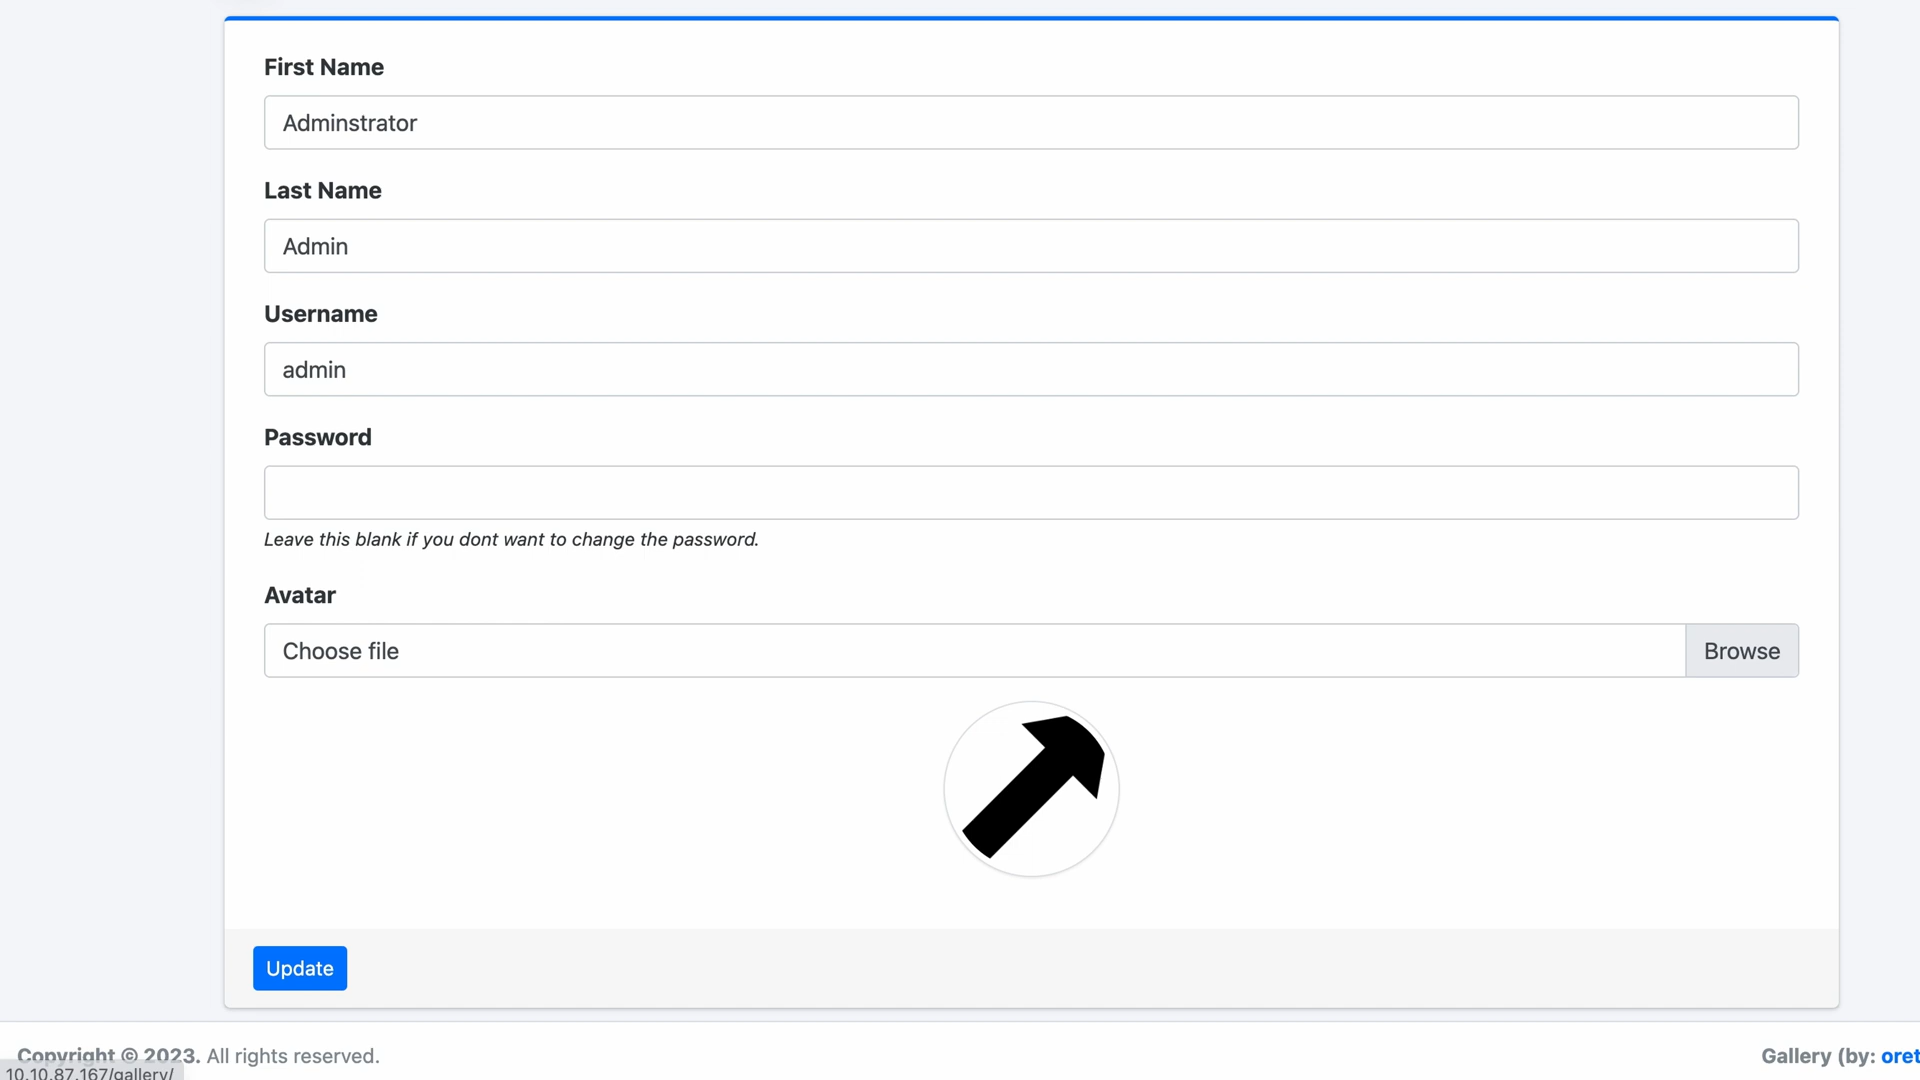 First Name
Adminstrator
Last Name
Admin
Username
admin
Password
Leave this blank if you dont want to change the password.
Avatar
Choose file
Browse
Update
Copyright © 2023. All rights reserved.
Gallery (by: oret
10.10.87.167/gallery/